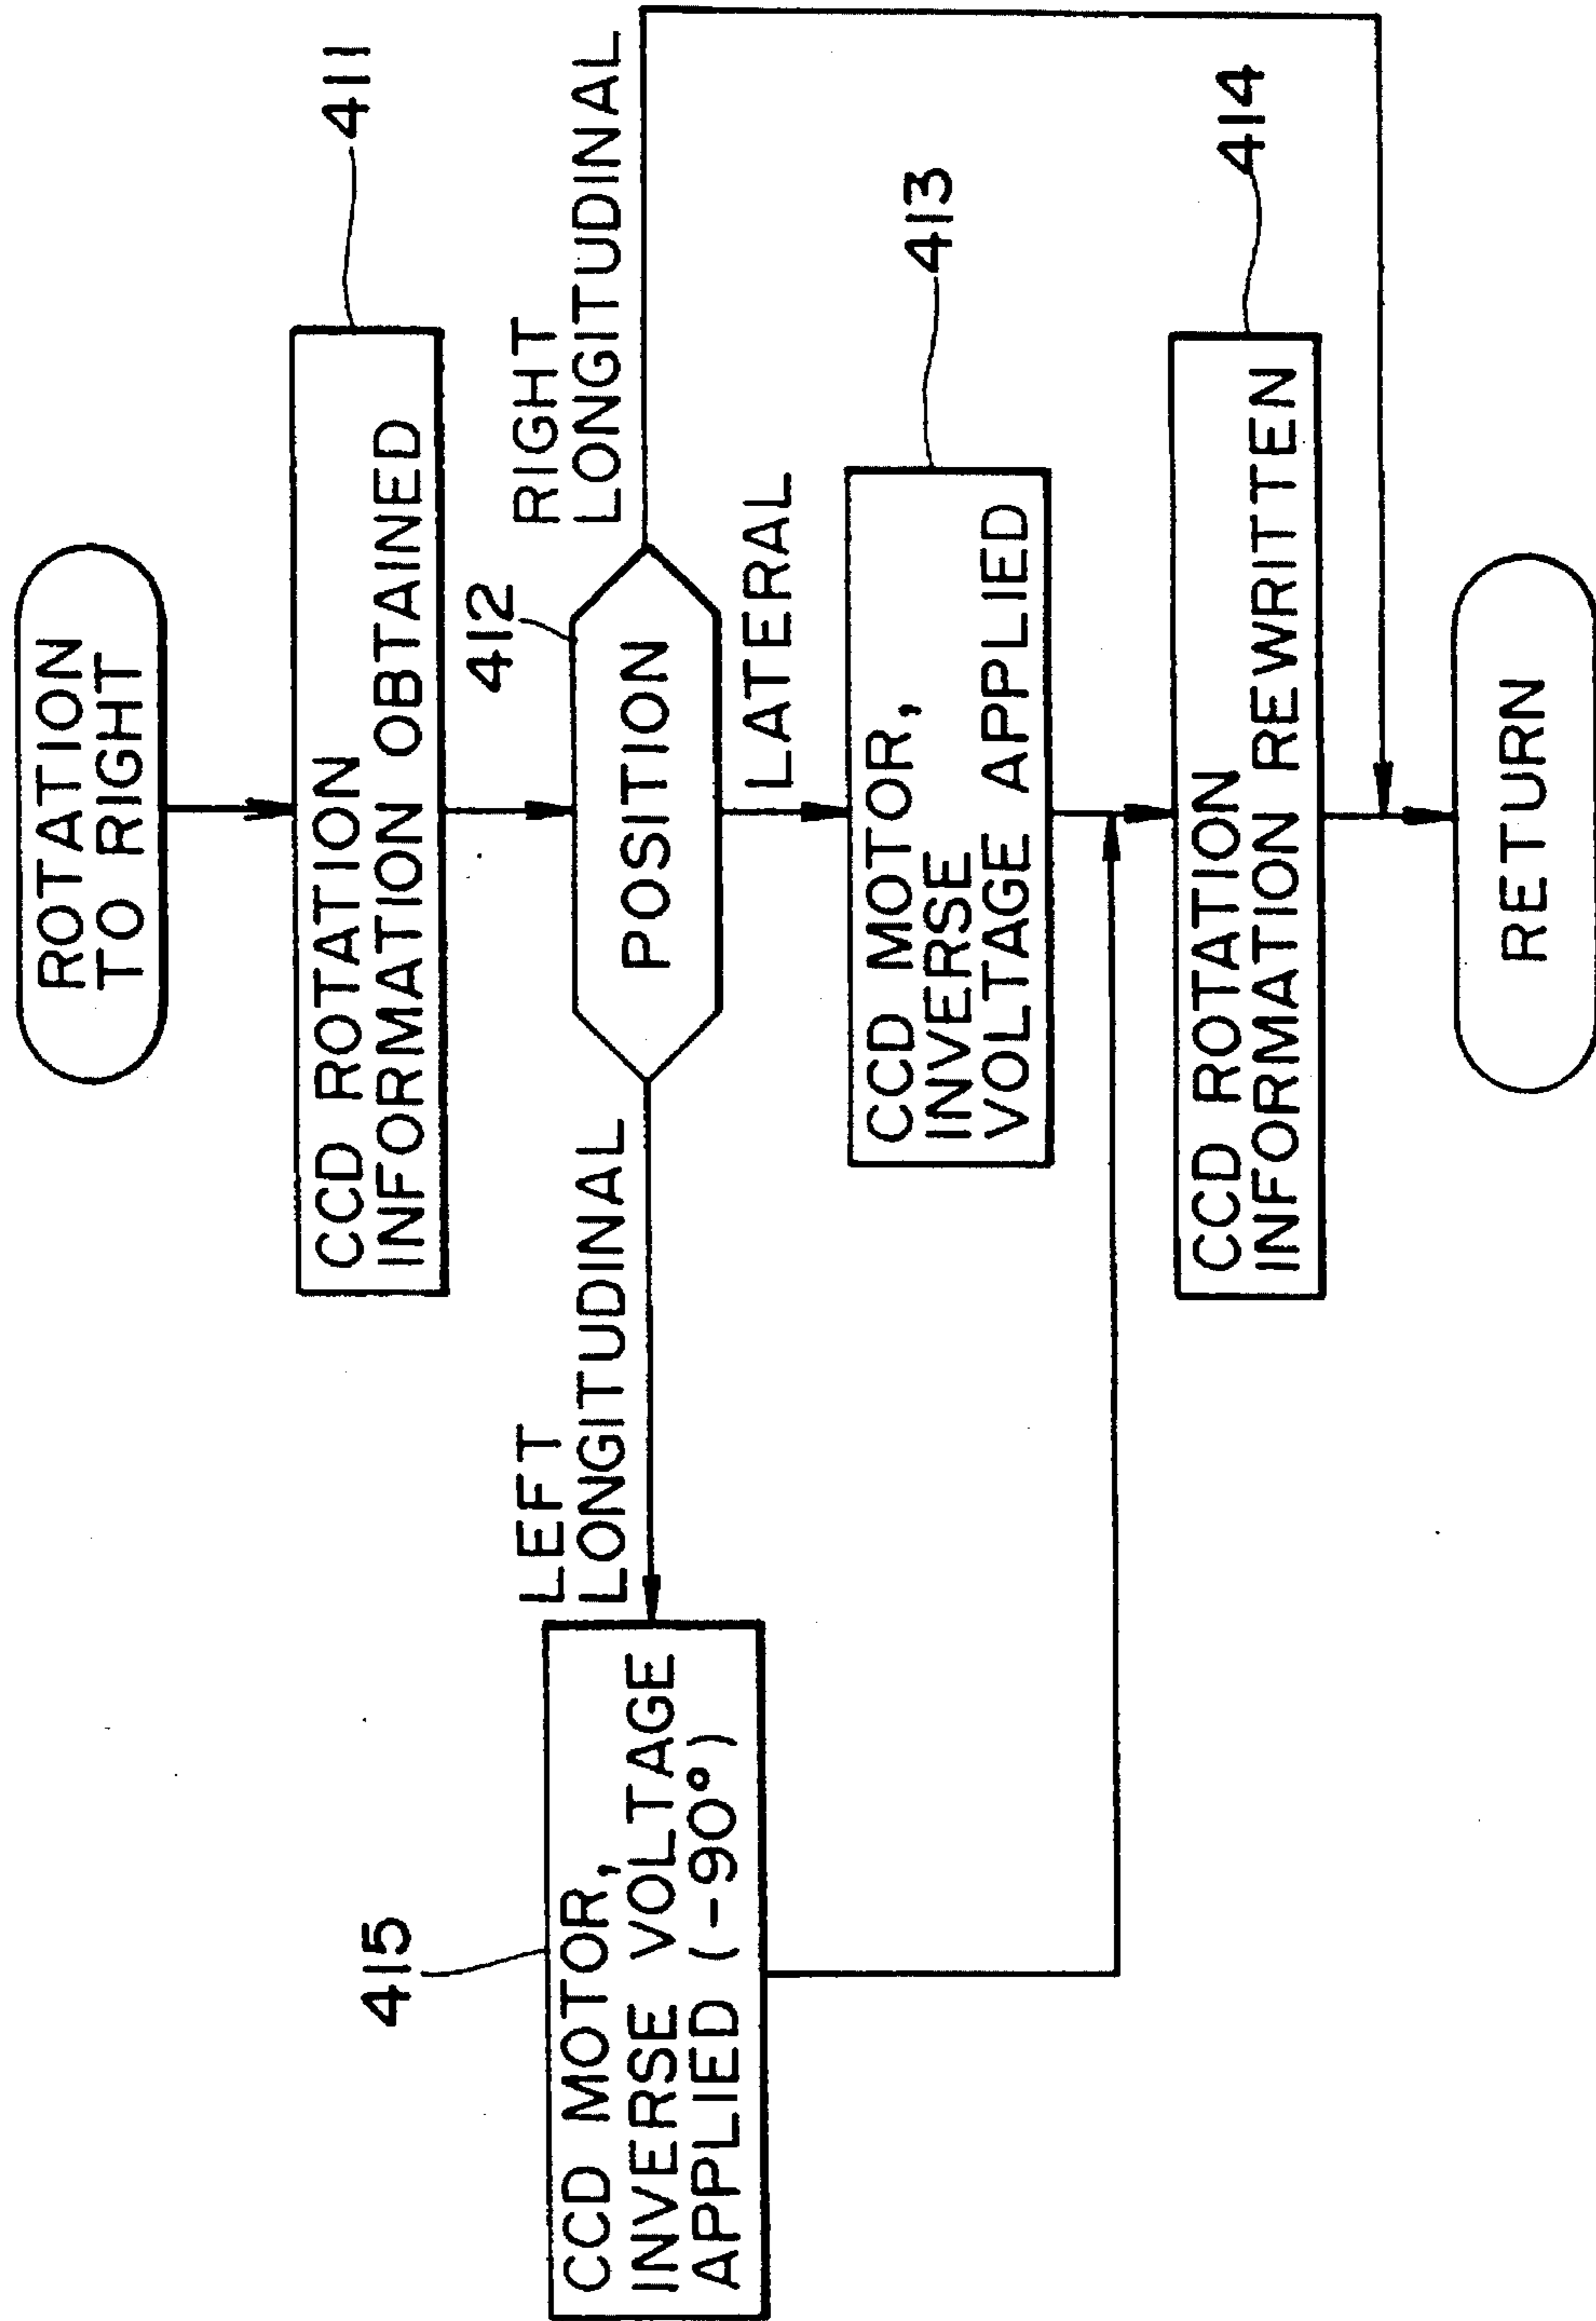 ROTATION
TO RIGHT
411
CCD ROTATION
INFORMATION OBTAINED
412
POSITION
RIGHT
LONGITUDINAL
LEFT
LONGITUDINAL
LATERAL
415
CCD MOTOR,
INVERSE VOLTAGE
APPLIED (-90°)
413
CCD MOTOR,
INVERSE
VOLTAGE APPLIED
414
CCD ROTATION
INFORMATION REWRITTEN
RETURN